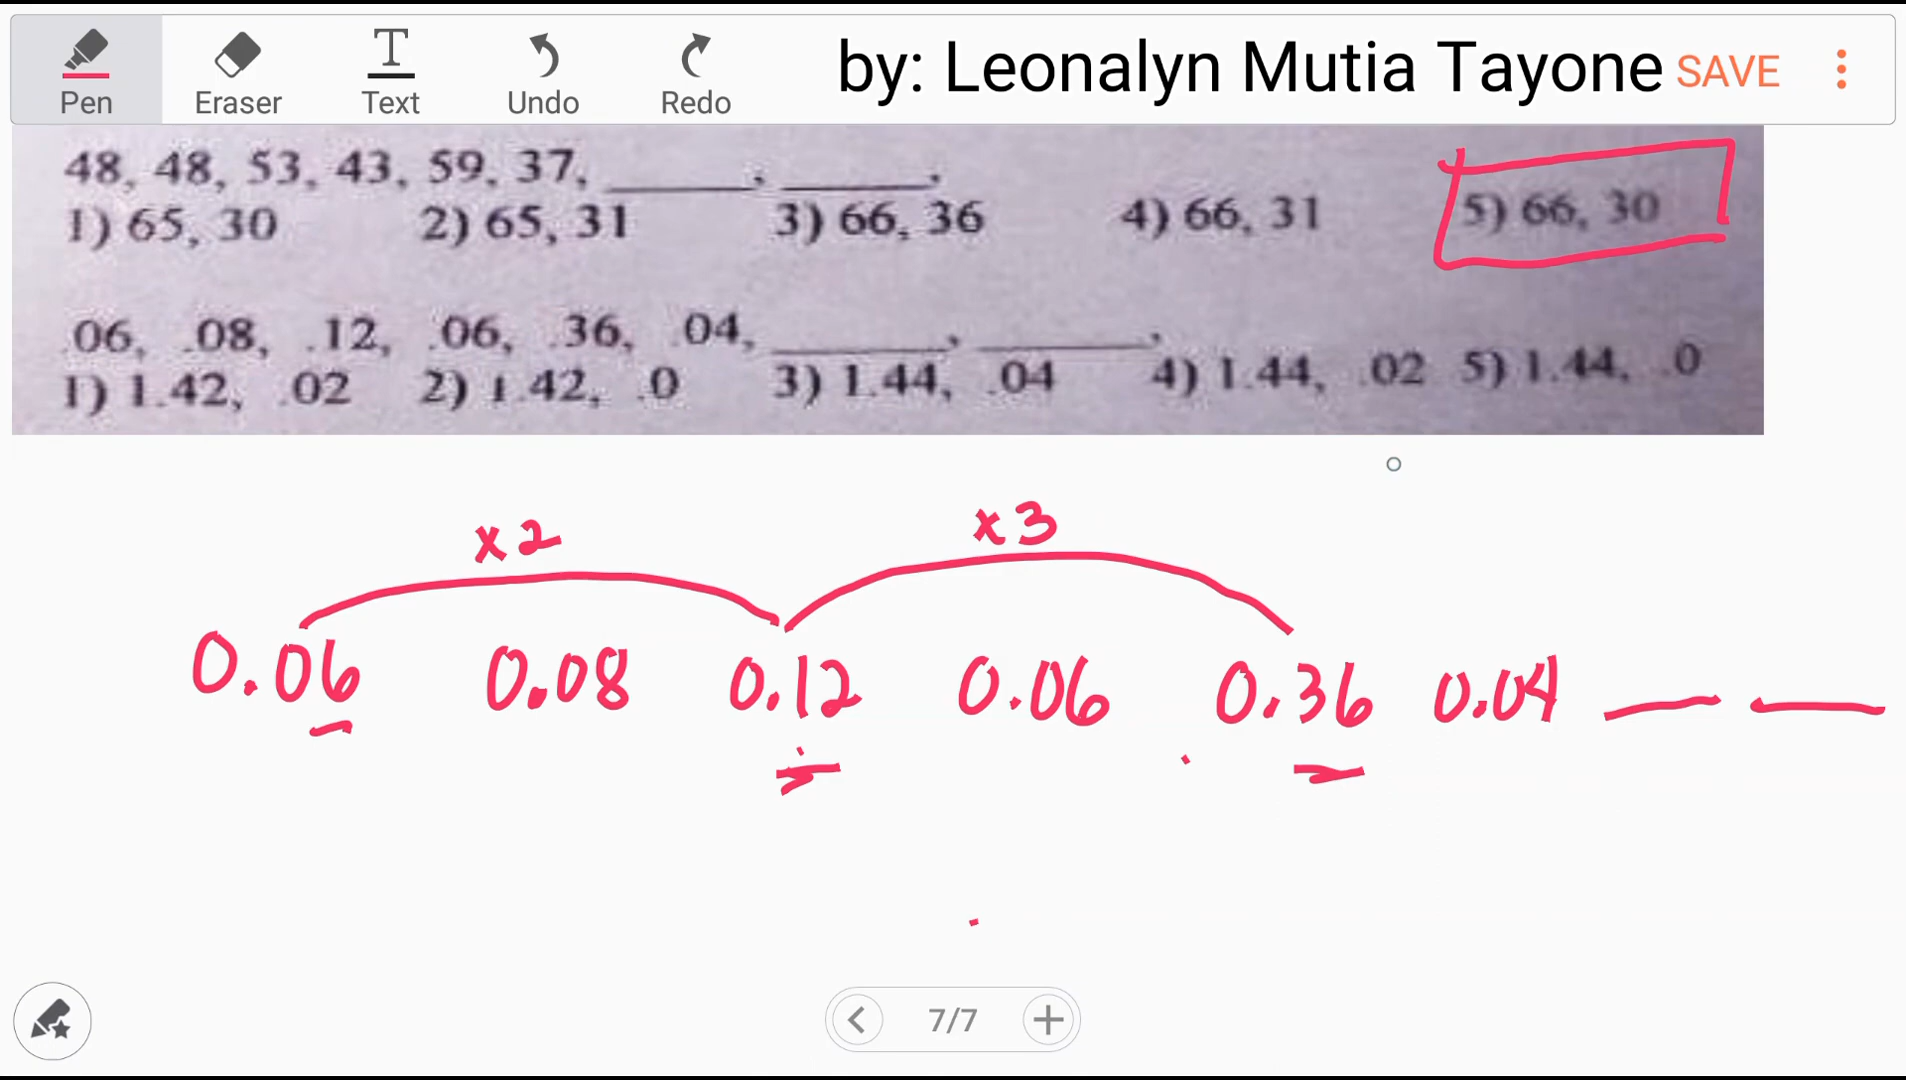 by: Leonalyn Mutia Tayone SAVE
Pen Eraser Text Undo Redo
48, 48, 53, 43, 59, 37, ______, ______.
1) 65, 30 2) 65, 31 3) 66, 36 4) 66, 31 5) 66, 30
.06, .08, .12, .06, .36, .04, ______, ______.
1) 1.42, .02 2) 1.42, .0 3) 1.44, .04 4) 1.44, .02 5) 1.44, .0
x2 x3
0.06 0.08 0.12 0.06 0.36 0.04 __ __
7/7